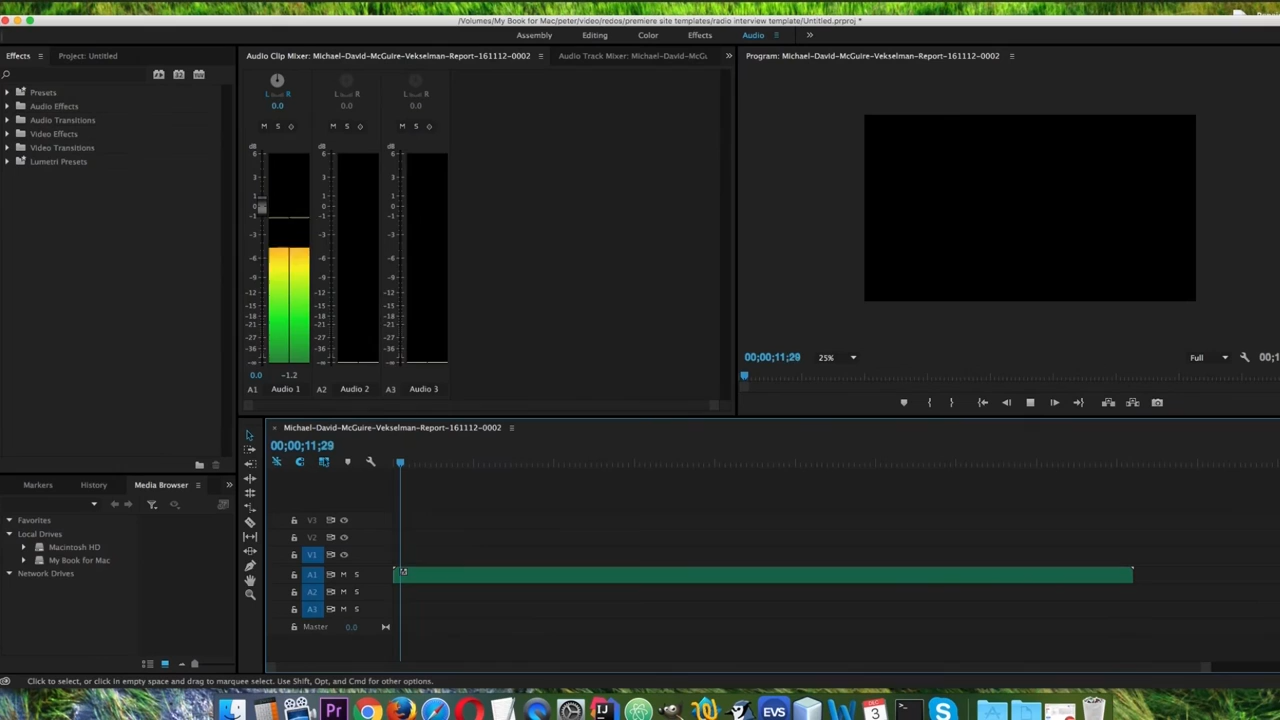 /Volumes/My Book for Mac/peter/video/redos/premiere site templates/radio interview template/Untitled.prproj *
Assembly Editing Color Effects Audio
Effects Project: Untitled
Audio Clip Mixer: Michael-David-McGuire-Vekselman-Report-161112-0002
Audio Track Mixer: Michael-David-McGu
Program: Michael-David-McGuire-Vekselman-Report-161112-0002
Presets
Audio Effects
Audio Transitions
Video Effects
Video Transitions
Lumetri Presets
L R L R L R
0.0 0.0 0.0
M S M S M S
dB dB dB
6 6 6
3 3 3
1 1 1
0 0 0
-1 -1 -1
-3 -3 -3
-6 -6 -6
-9 -9 -9
-12 -12 -12
-15 -15 -15
-18 -18 -18
-21 -21 -21
-27 -27 -27
-36 -36 -36
-∞ -∞ -∞
0.0 -1.2
A1 Audio 1 A2 Audio 2 A3 Audio 3
00;00;11;29 25% Full 00;1
Michael-David-McGuire-Vekselman-Report-161112-0002
00;00;11;29
Markers History Media Browser
Favorites
Local Drives
Macintosh HD
My Book for Mac
Network Drives
V3
V2
V1
A1 M S
A2 M S
A3 M S
Master 0.0
Click to select, or click in empty space and drag to marquee select. Use Shift, Opt, and Cmd for other options.
Pr IJ EVS W DEC 3 S